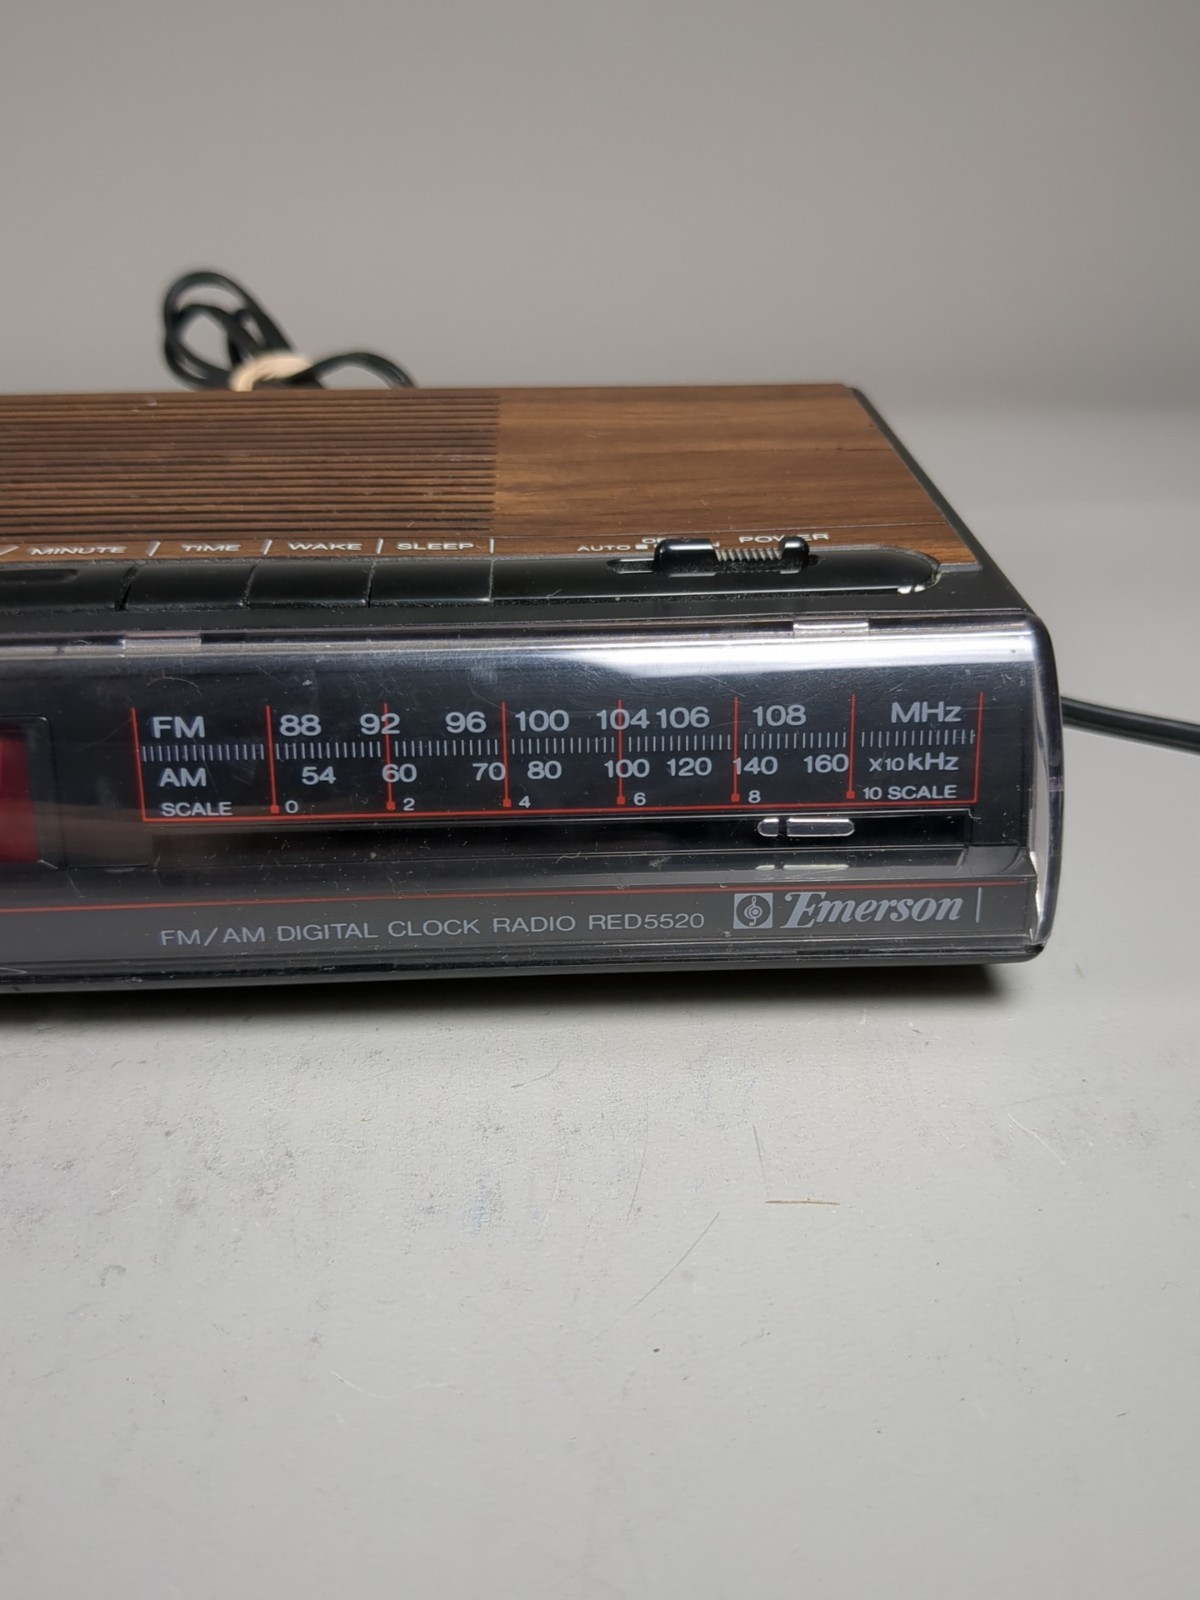 / MINUTE / TIME / WAKE | SLEEP |
AUTO POWER
FM 88 92 96 100 104 106 108 MHz
AM 54 60 70 80 100 120 140 160 x10 kHz
SCALE 0 2 4 6 8 10 SCALE
FM/AM DIGITAL CLOCK RADIO RED5520 Emerson